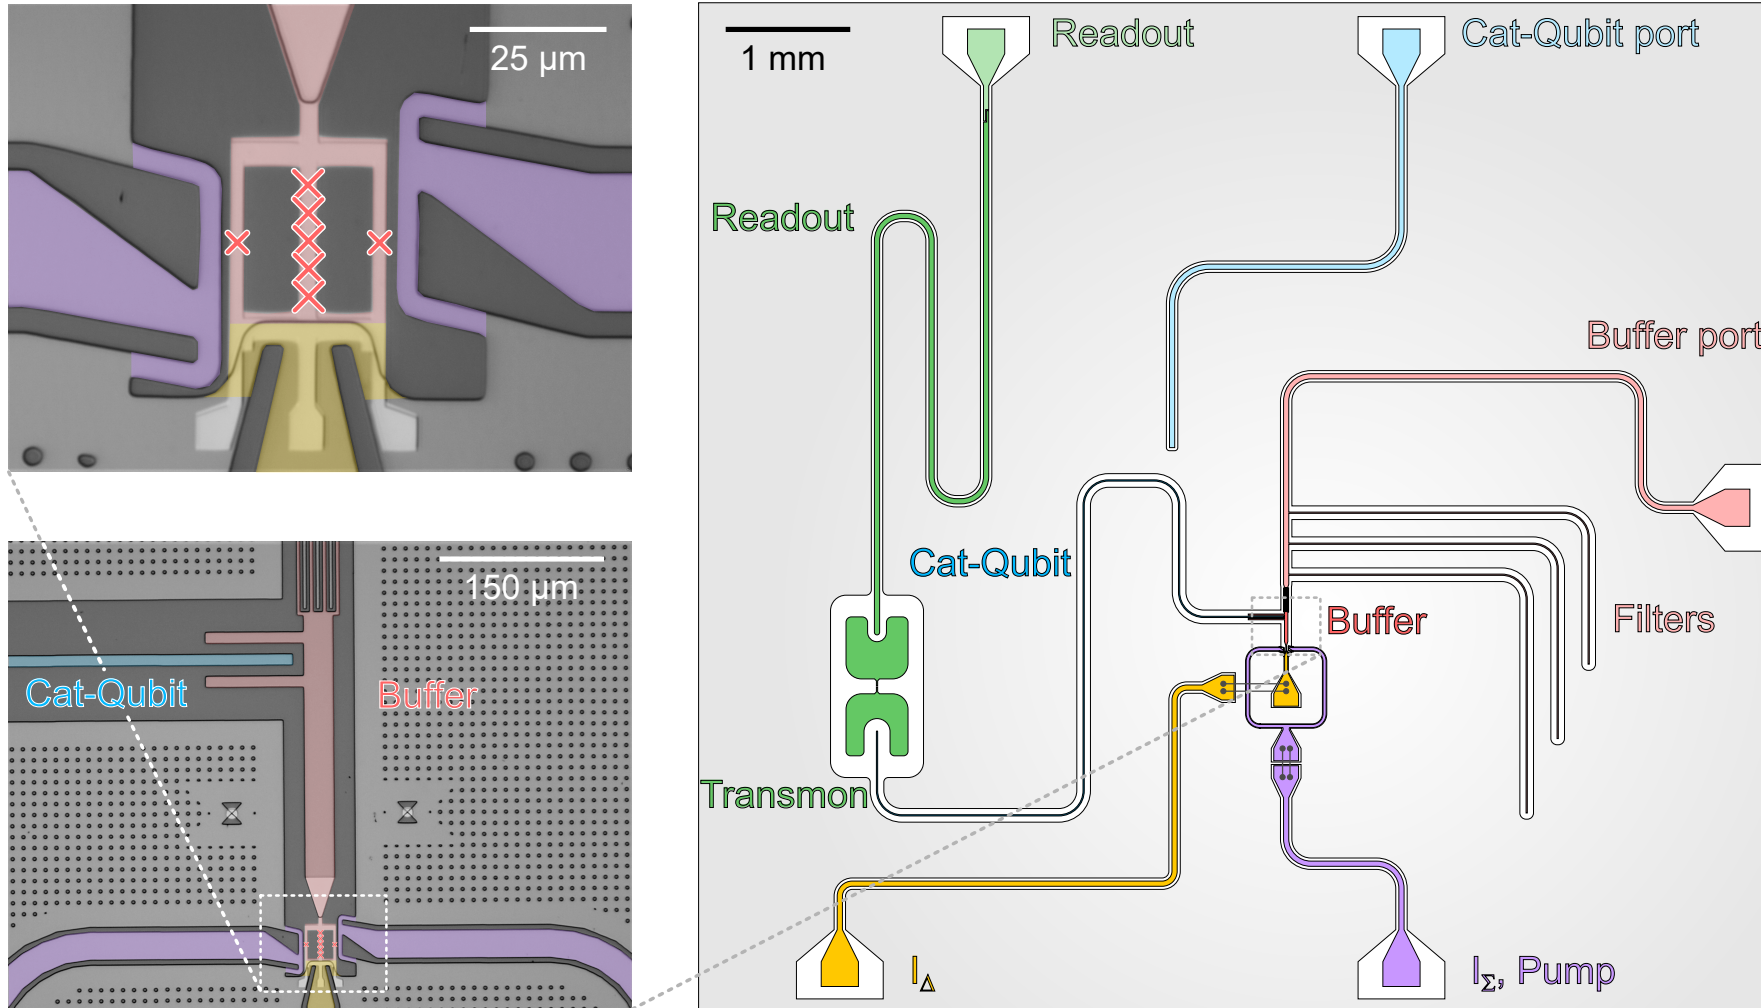 25 µm
150 µm
Cat-Qubit
Buffer
1 mm
Readout
Cat-Qubit port
Readout
Buffer port
Cat-Qubit
Buffer
Filters
Transmon
I_Δ
I_Σ, Pump